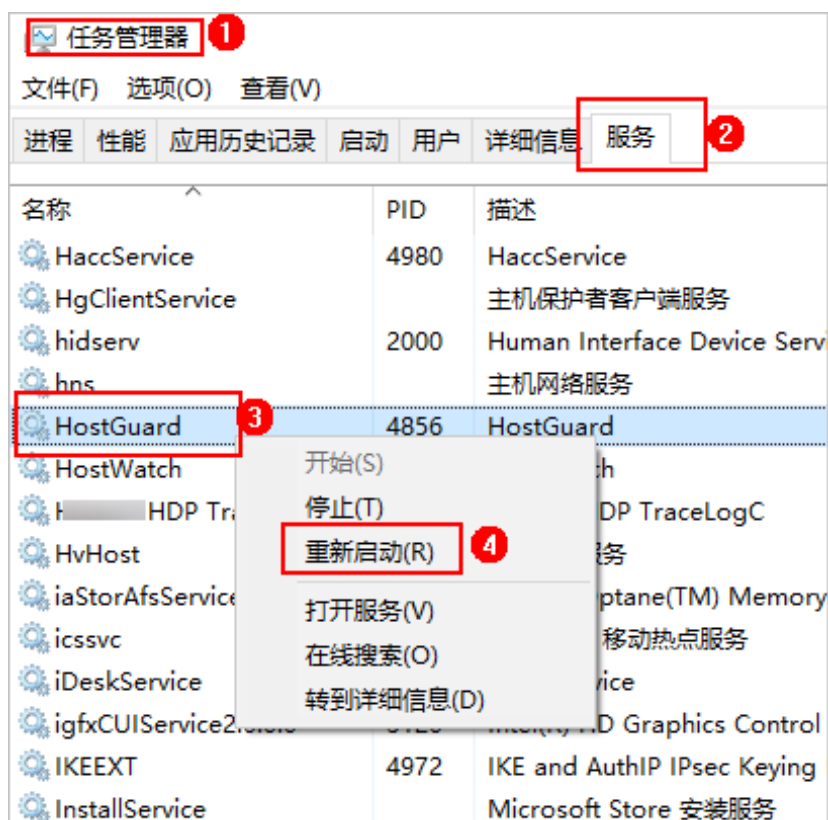 任务管理器 1
文件(F) 选项(O) 查看(V)
进程 性能 应用历史记录 启动 用户 详细信息 服务 2
名称 PID 描述
HaccService 4980 HaccService
HgClientService 主机保护者客户端服务
hidserv 2000 Human Interface Device Servi
hns 主机网络服务
HostGuard 3 4856 HostGuard
HostWatch
HDP DP TraceLogC
HvHost
iaStorAfsService ptane(TM) Memory
icssvc 移动热点服务
iDeskService
igfxCUIService2 D Graphics Control
IKEEXT 4972 IKE and AuthIP IPsec Keying
InstallService Microsoft Store 安装服务
开始(S)
停止(T)
重新启动(R) 4
打开服务(V)
在线搜索(O)
转到详细信息(D)